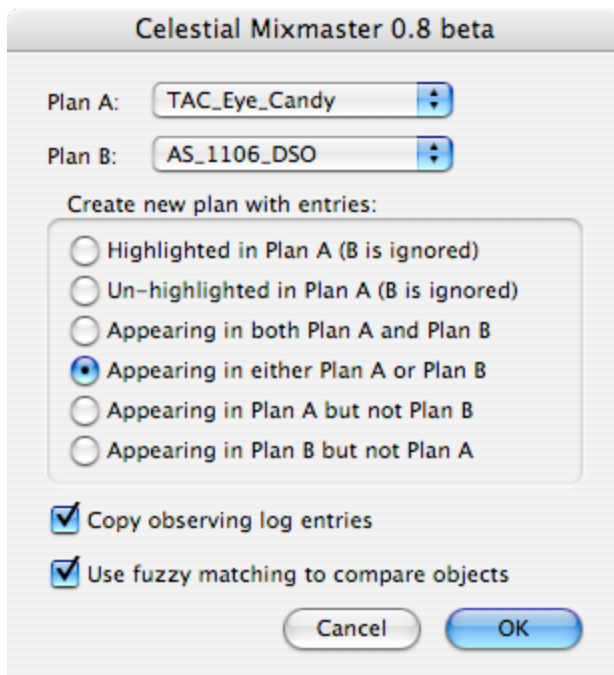 Celestial Mixmaster 0.8 beta
Plan A: TAC_Eye_Candy
Plan B: AS_1106_DSO
Create new plan with entries:
Highlighted in Plan A (B is ignored)
Un-highlighted in Plan A (B is ignored)
Appearing in both Plan A and Plan B
Appearing in either Plan A or Plan B
Appearing in Plan A but not Plan B
Appearing in Plan B but not Plan A
Copy observing log entries
Use fuzzy matching to compare objects
Cancel OK